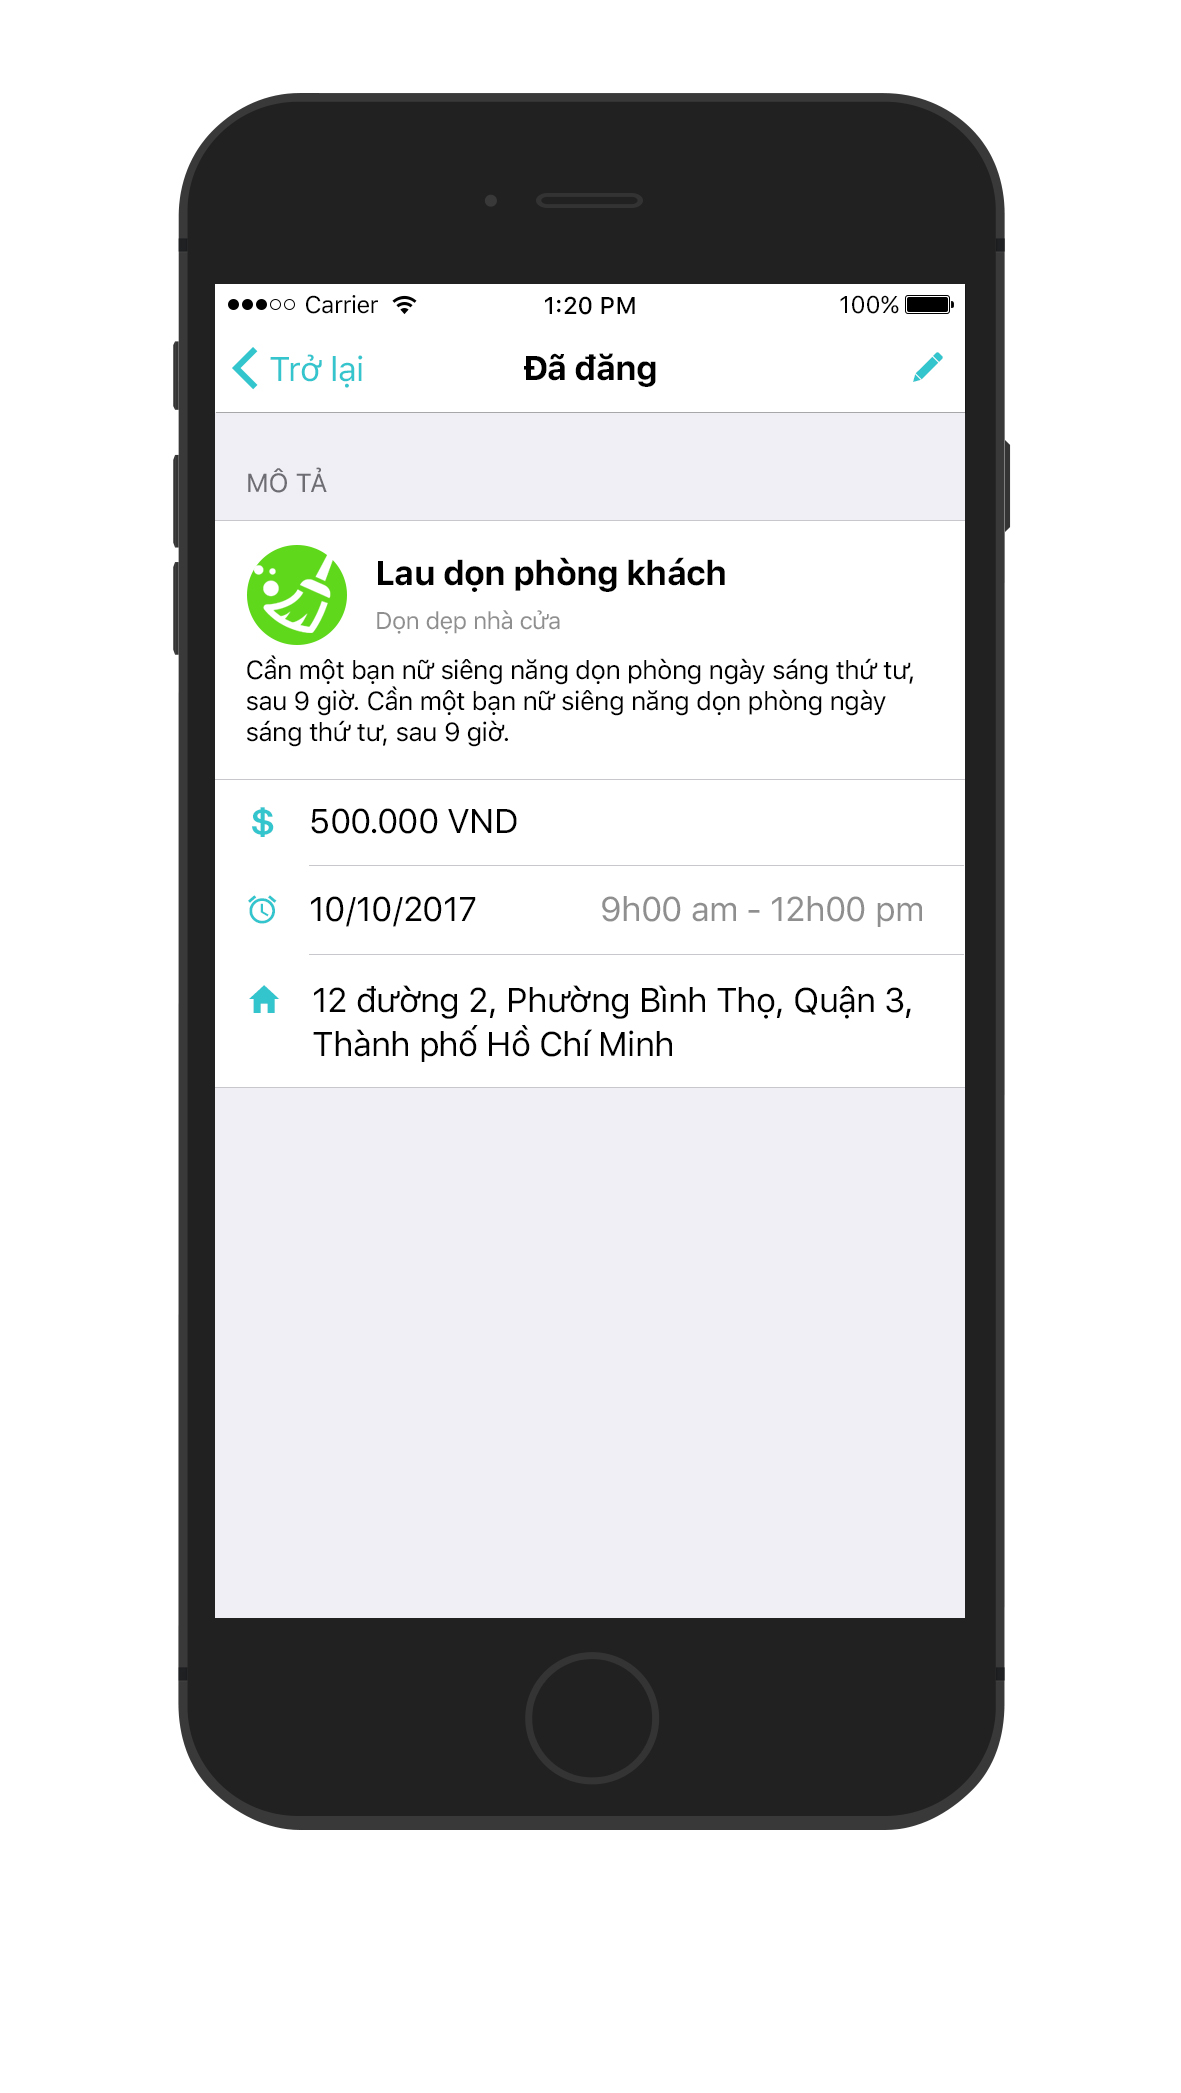 Carrier 1:20 PM 100%
Trở lại Đã đăng
MÔ TẢ
Lau dọn phòng khách
Dọn dẹp nhà cửa
Cần một bạn nữ siêng năng dọn phòng ngày sáng thứ tư,
sau 9 giờ. Cần một bạn nữ siêng năng dọn phòng ngày
sáng thứ tư, sau 9 giờ.
$ 500.000 VND
10/10/2017 9h00 am - 12h00 pm
12 đường 2, Phường Bình Thọ, Quận 3,
Thành phố Hồ Chí Minh